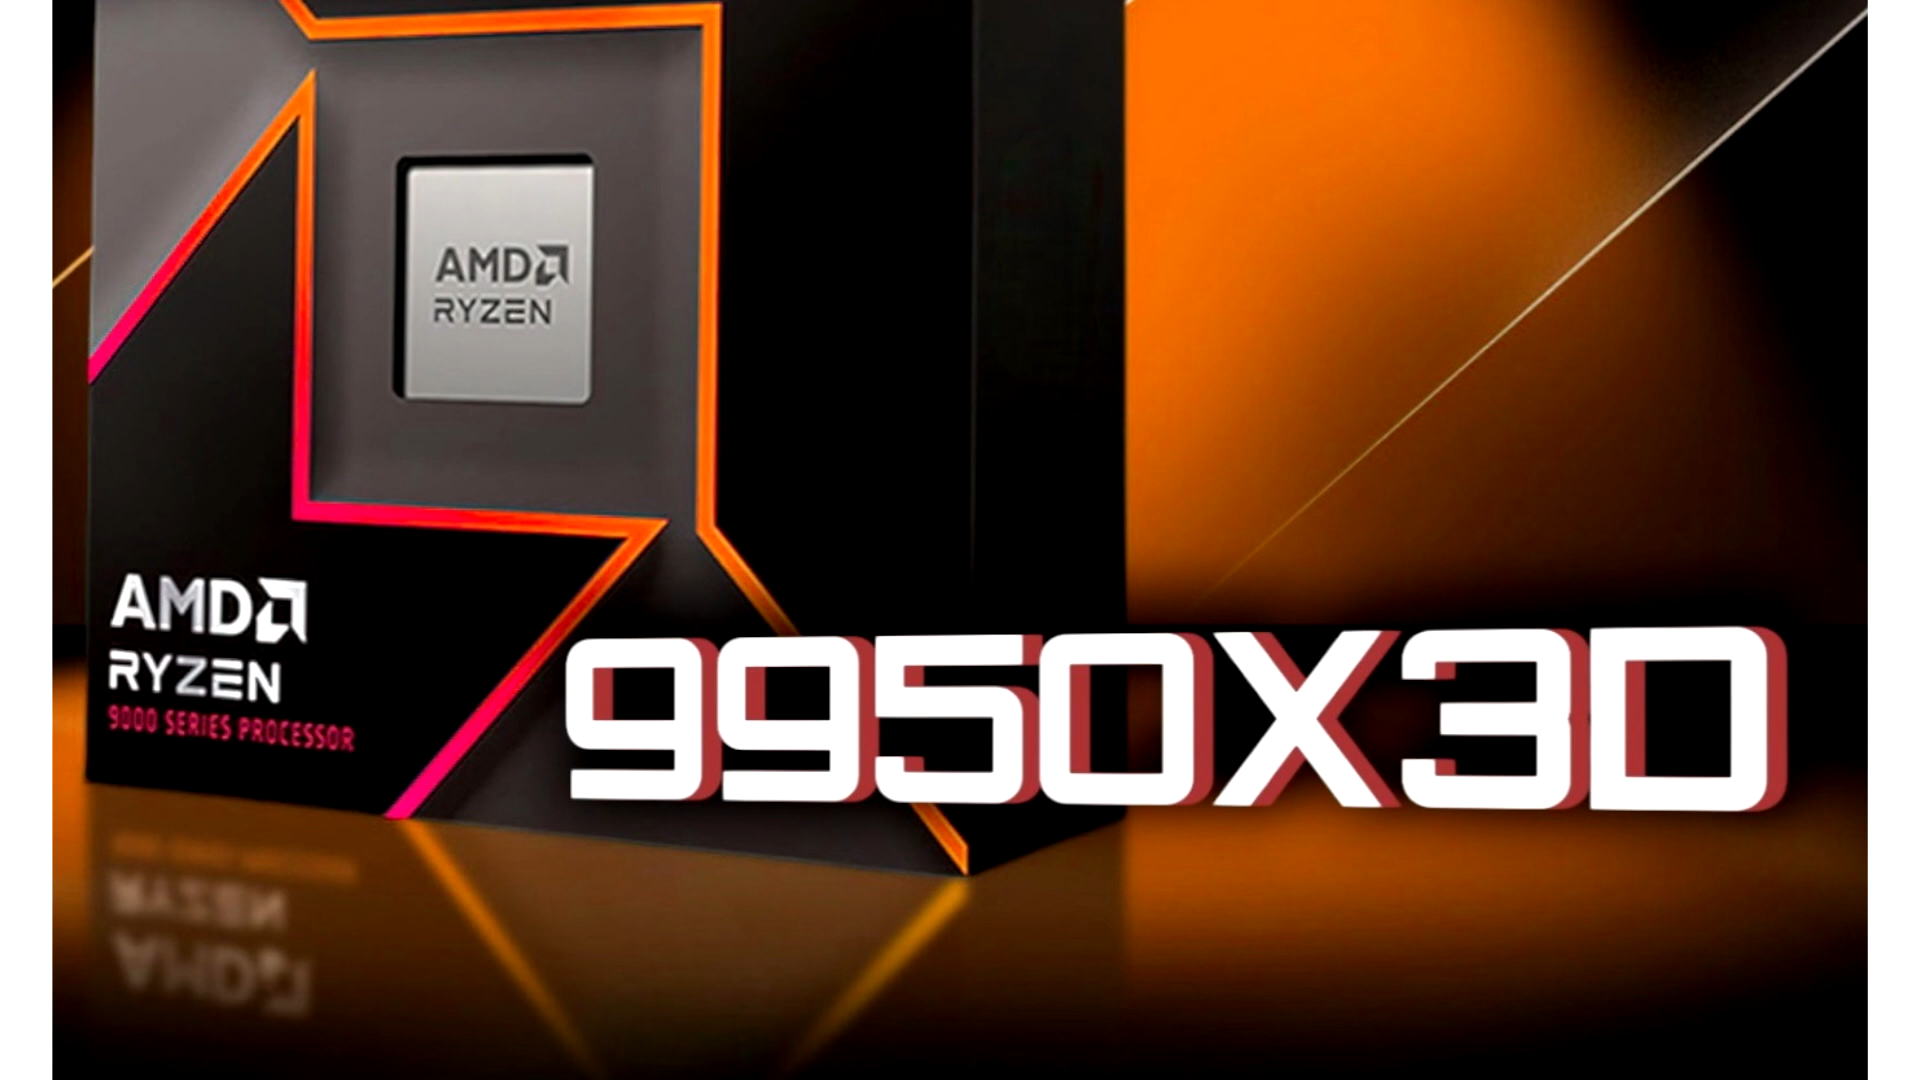 AMD
RYZEN
AMD
RYZEN
9000 SERIES PROCESSOR
9950X3D